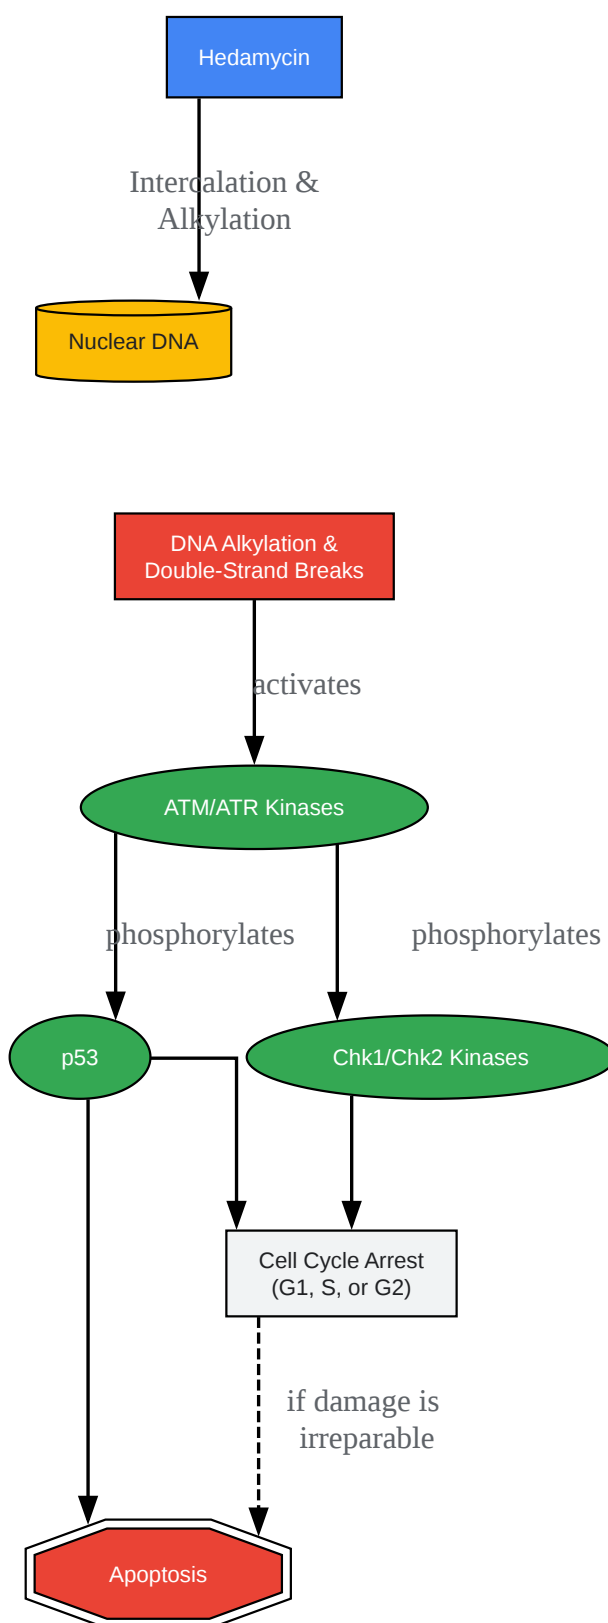 Hedamycin
Intercalation &
Alkylation
Nuclear DNA
DNA Alkylation &
Double-Strand Breaks
activates
ATM/ATR Kinases
phosphorylates
phosphorylates
p53
Chk1/Chk2 Kinases
Cell Cycle Arrest
(G1, S, or G2)
if damage is
irreparable
Apoptosis